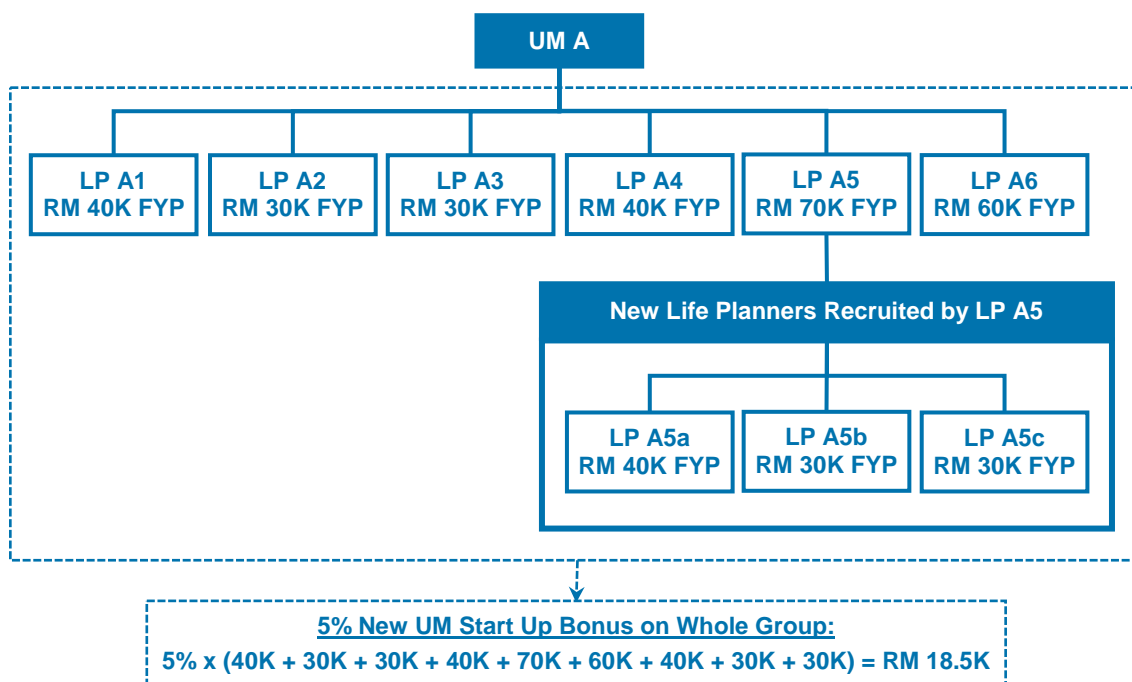 UM A
LP A1
RM 40K FYP
LP A2
RM 30K FYP
LP A3
RM 30K FYP
LP A4
RM 40K FYP
LP A5
RM 70K FYP
LP A6
RM 60K FYP
New Life Planners Recruited by LP A5
LP A5a
RM 40K FYP
LP A5b
RM 30K FYP
LP A5c
RM 30K FYP
5% New UM Start Up Bonus on Whole Group:
5% x (40K + 30K + 30K + 40K + 70K + 60K + 40K + 30K + 30K) = RM 18.5K